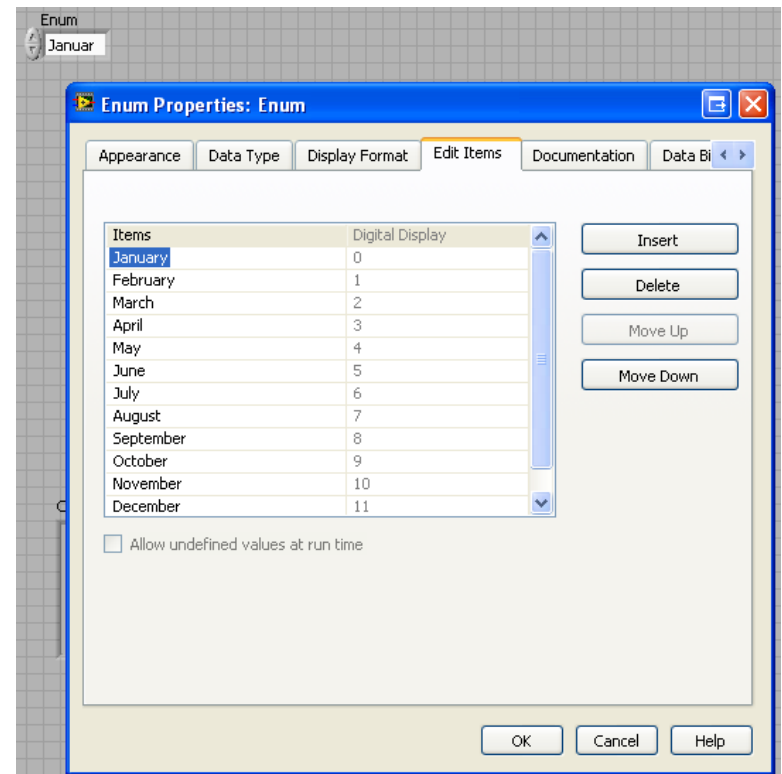 Enum
Januar
Enum Properties: Enum
Appearance Data Type Display Format Edit Items Documentation Data Bi
Items Digital Display
January 0
February 1
March 2
April 3
May 4
June 5
July 6
August 7
September 8
October 9
November 10
December 11
Insert
Delete
Move Up
Move Down
Allow undefined values at run time
OK Cancel Help